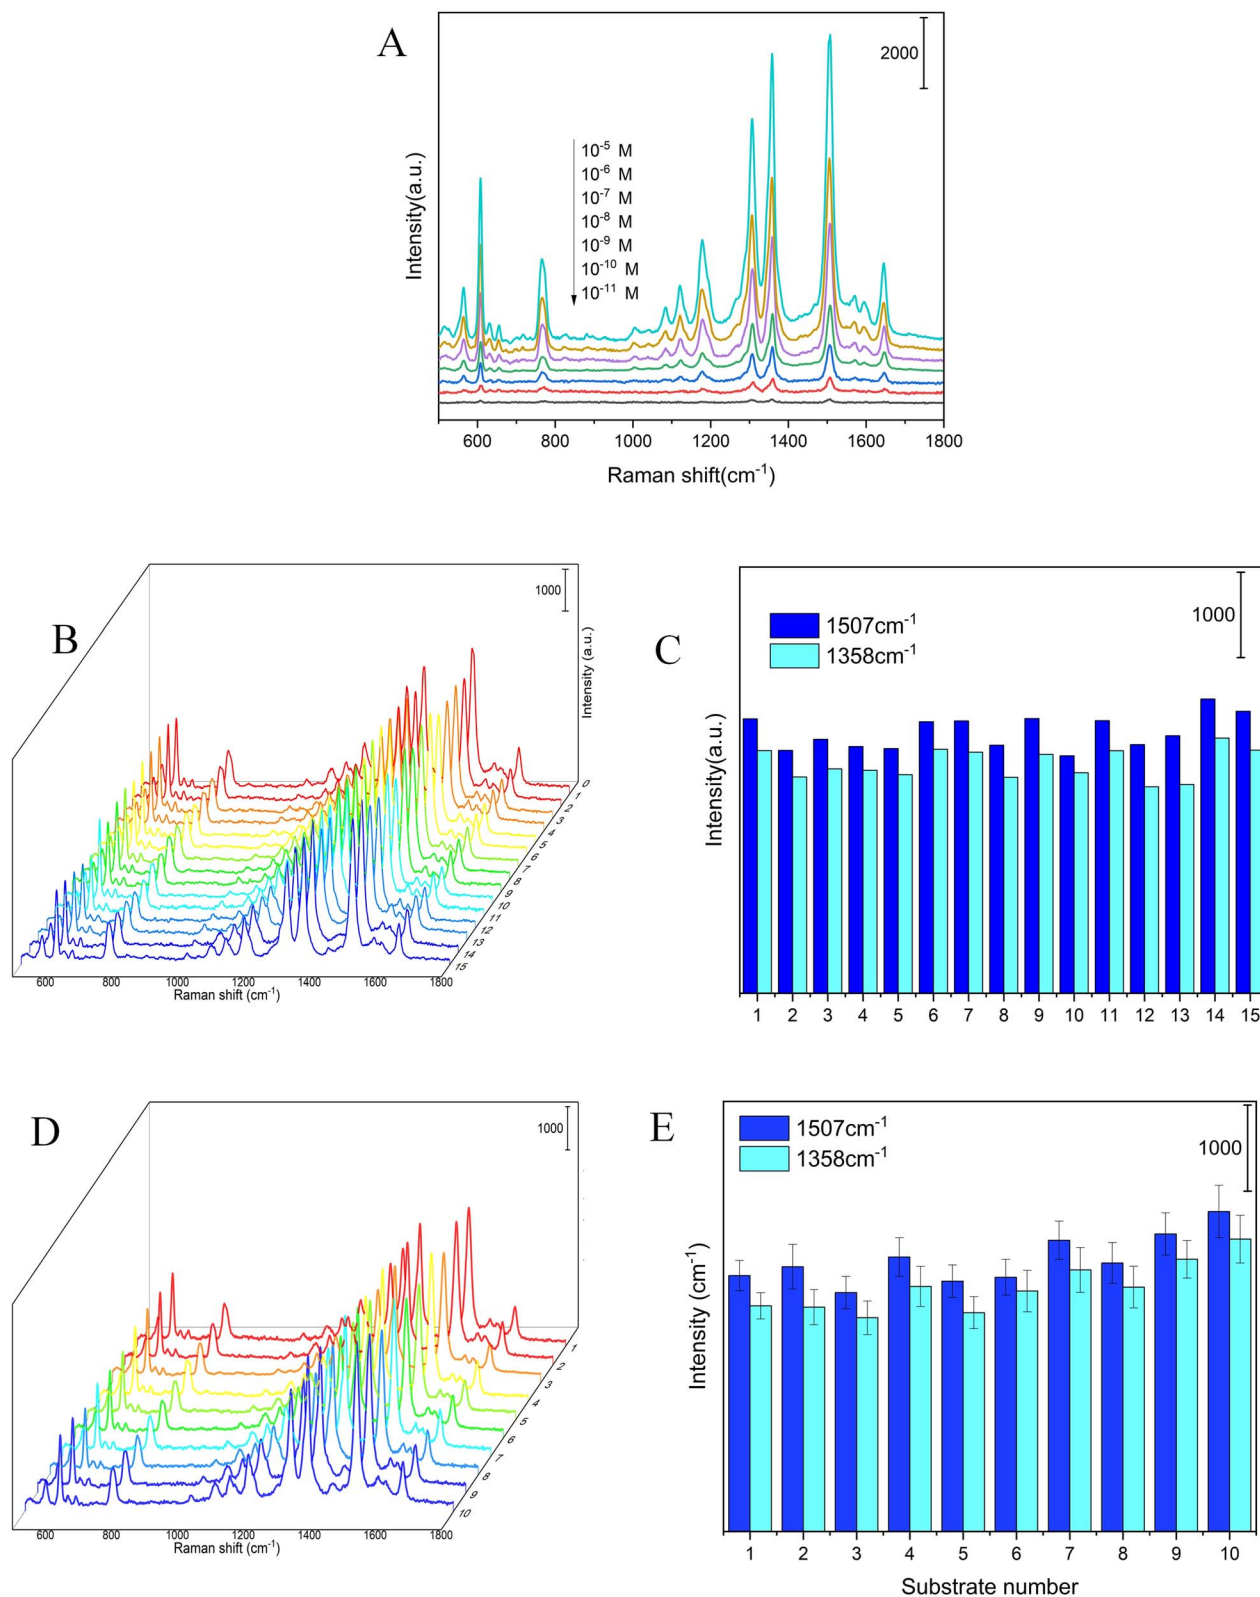 A
2000
Intensity(a.u.)
10⁻⁵ M
10⁻⁶ M
10⁻⁷ M
10⁻⁸ M
10⁻⁹ M
10⁻¹⁰ M
10⁻¹¹ M
600 800 1000 1200 1400 1600 1800
Raman shift(cm⁻¹)
B
1000
Intensity (a.u.)
0
1
2
3
4
5
6
7
8
9
10
11
12
13
14
15
600 800 1000 1200 1400 1600 1800
Raman shift (cm⁻¹)
C
1000
1507cm⁻¹
1358cm⁻¹
Intensity(a.u.)
1 2 3 4 5 6 7 8 9 10 11 12 13 14 15
D
1000
1
2
3
4
5
6
7
8
9
10
600 800 1000 1200 1400 1600 1800
Raman shift (cm⁻¹)
E
1000
1507cm⁻¹
1358cm⁻¹
Intensity (cm⁻¹)
1 2 3 4 5 6 7 8 9 10
Substrate number